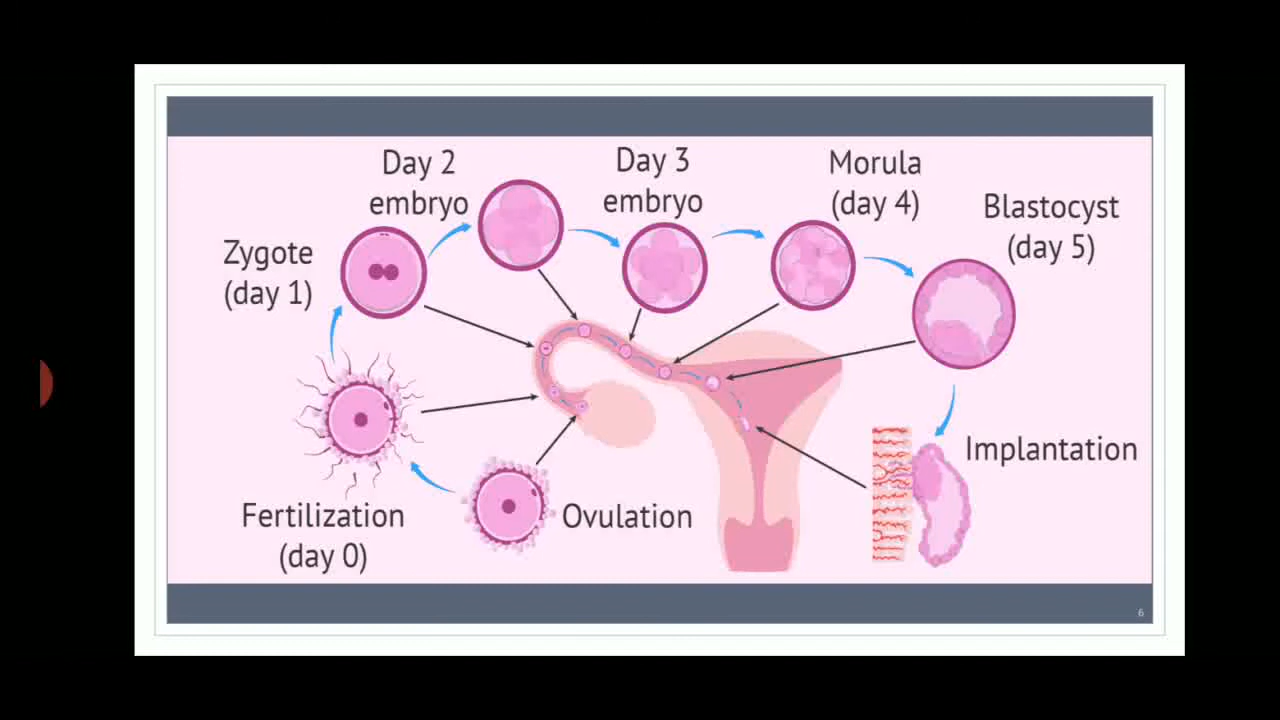 Day 2
embryo
Day 3
embryo
Morula
(day 4)
Blastocyst
(day 5)
Zygote
(day 1)
Implantation
Fertilization
(day 0)
Ovulation
6